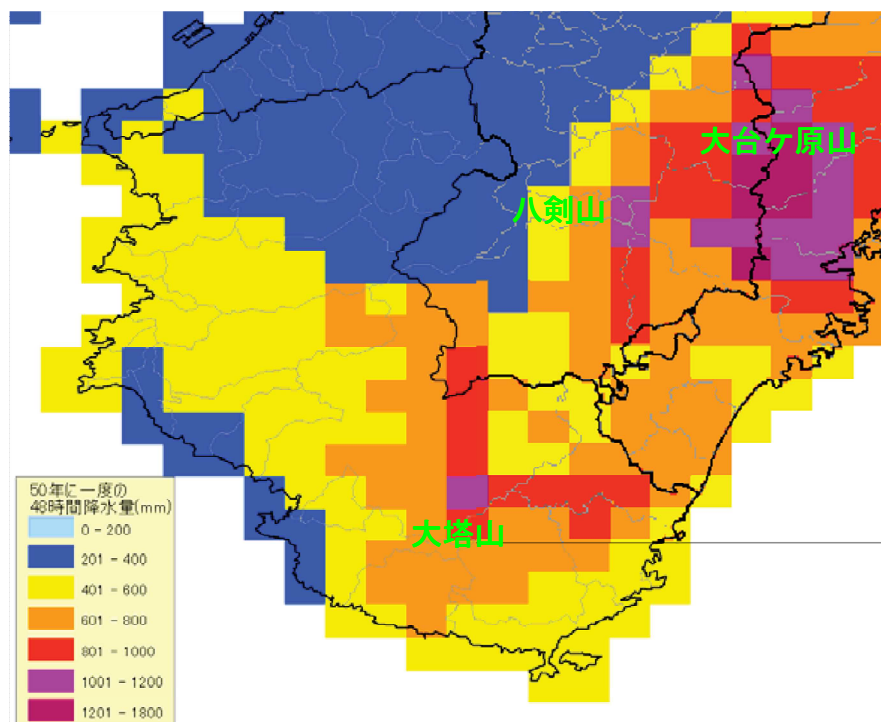 大台ケ原山
八剣山
大塔山
50年に一度の
48時間降水量(mm)
0 - 200
201 - 400
401 - 600
601 - 800
801 - 1000
1001 - 1200
1201 - 1800